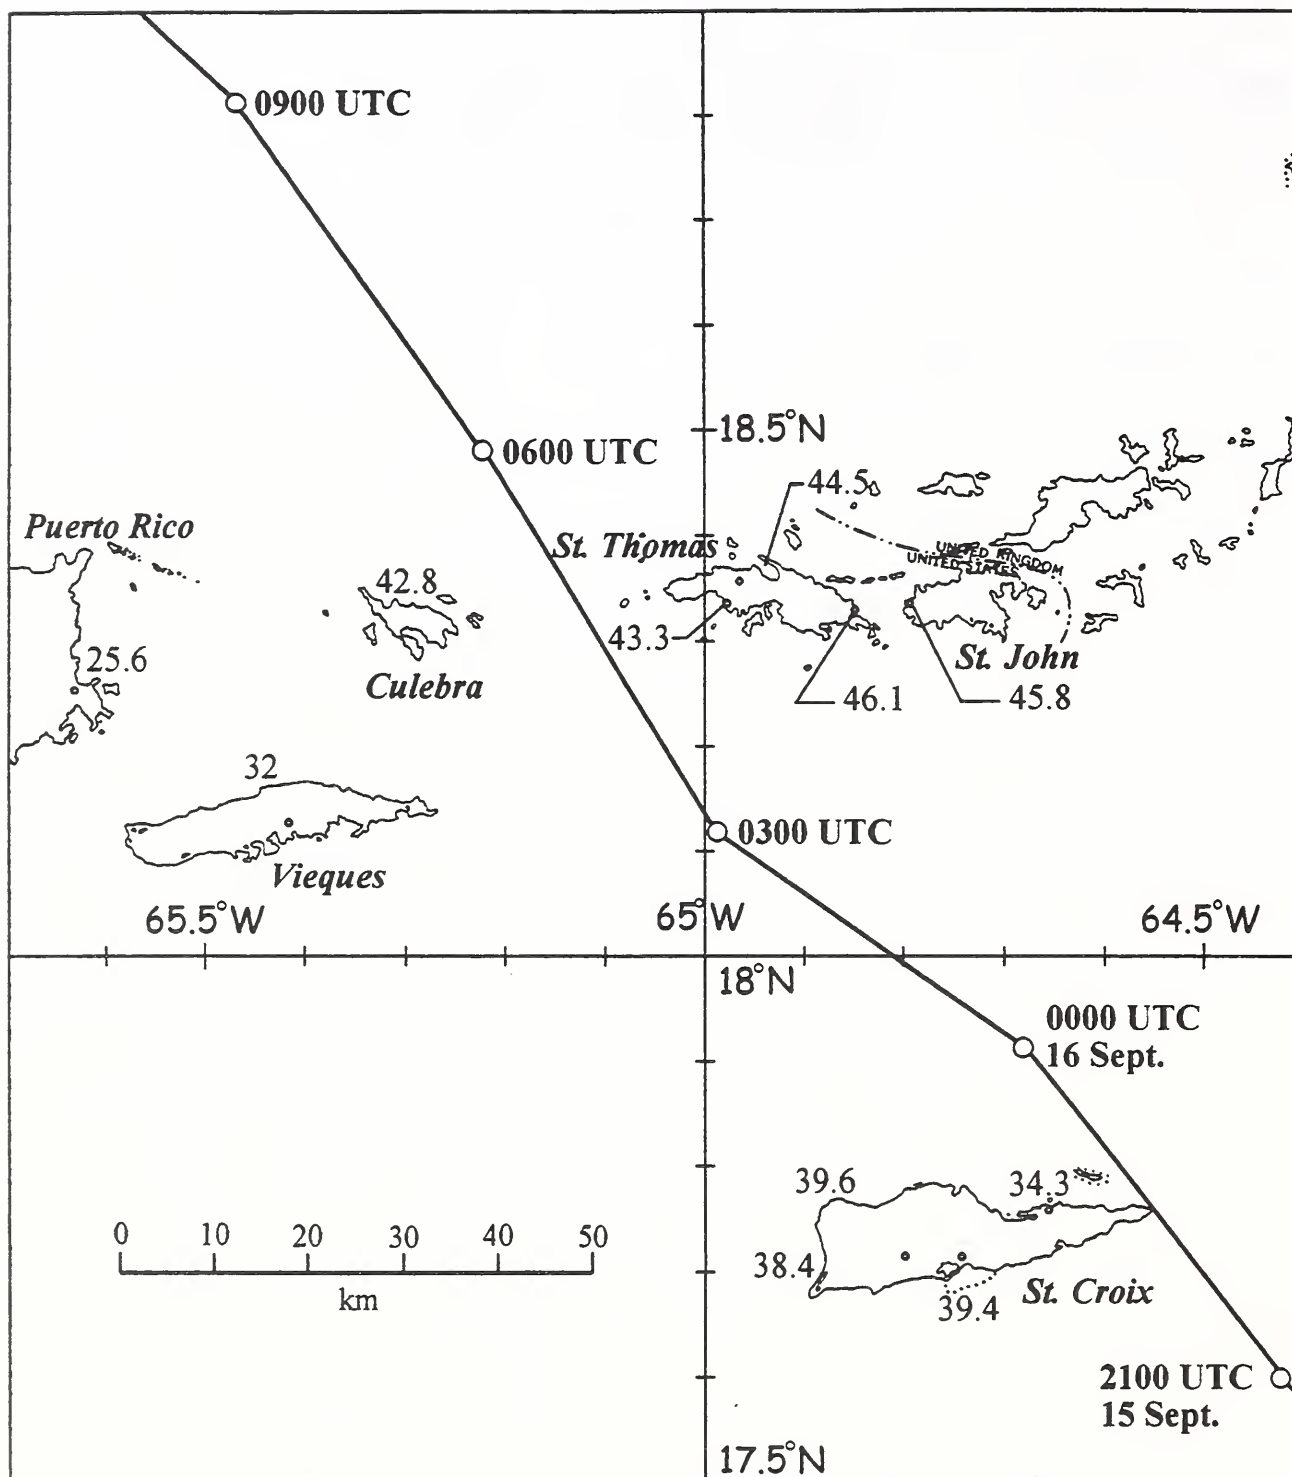 0900 UTC
18.5°N
0600 UTC
44.5
Puerto Rico
St. Thomas
UNITED KINGDOM
UNITED STATES
42.8
43.3
25.6
St. John
Culebra
46.1
45.8
32
0300 UTC
Vieques
65.5°W
65°W
64.5°W
18°N
0000 UTC
16 Sept.
39.6
34.3
0 10 20 30 40 50
km
38.4
St. Croix
39.4
2100 UTC
15 Sept.
17.5°N